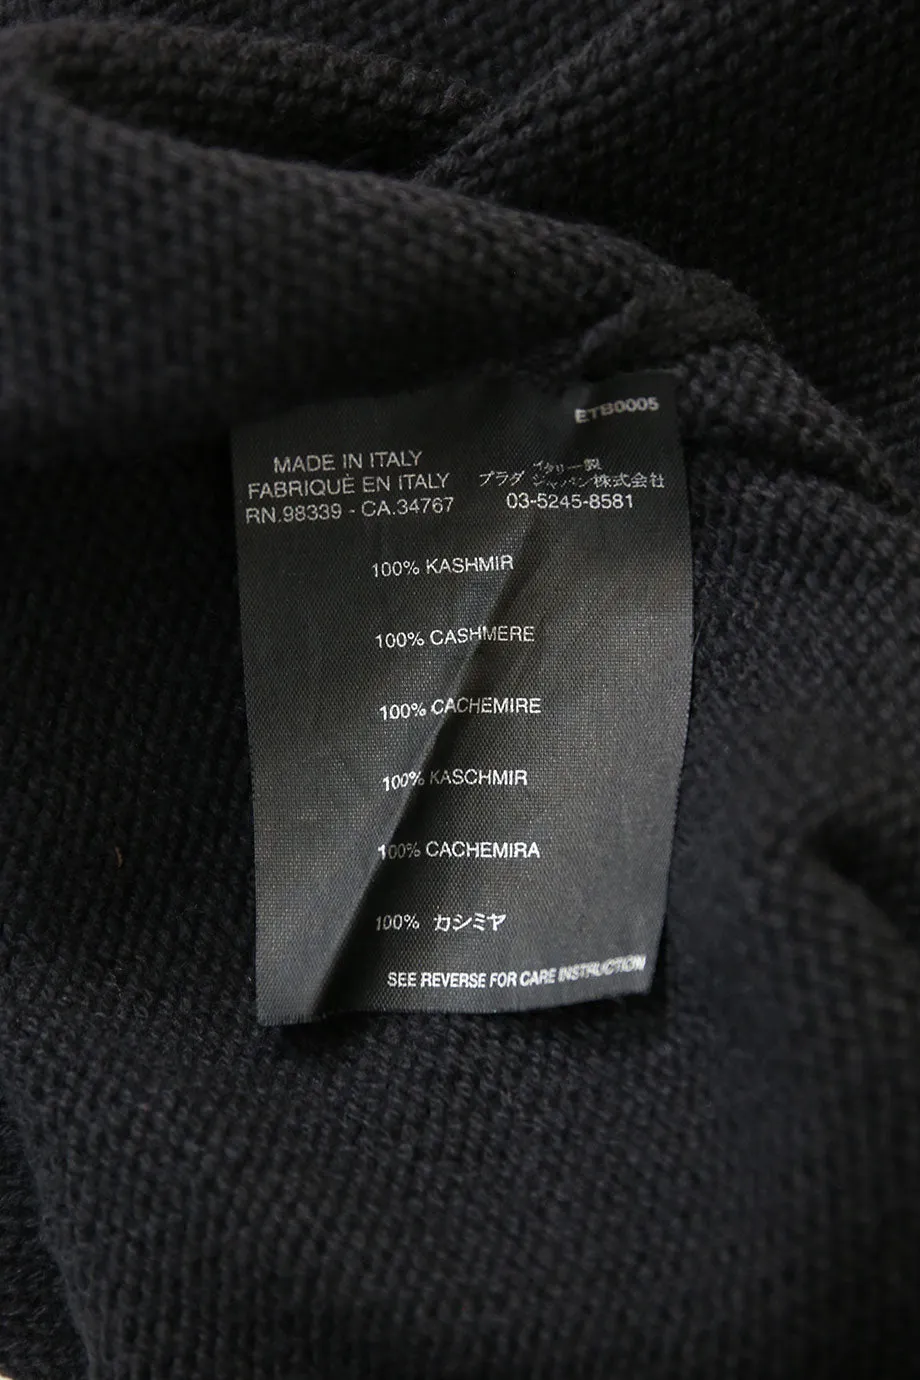 ETB0005
MADE IN ITALY
FABRIQUÈ EN ITALY
RN.98339 - CA.34767
イタリー製
プラダ ジャパン株式会社
03-5245-8581
100% KASHMIR
100% CASHMERE
100% CACHEMIRE
100% KASCHMIR
100% CACHEMIRA
100% カシミヤ
SEE REVERSE FOR CARE INSTRUCTION